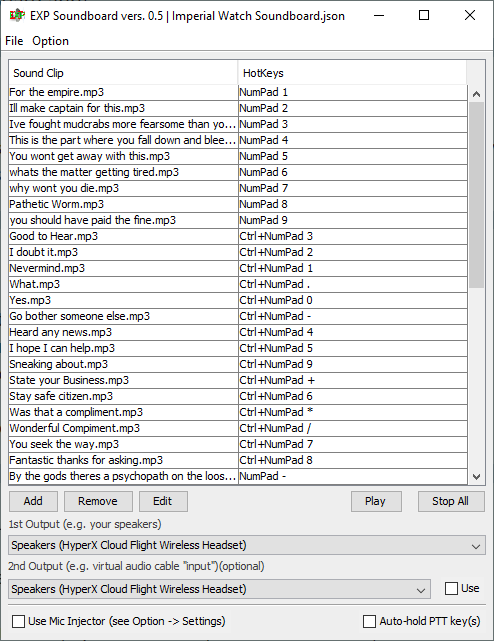 EXP Soundboard vers. 0.5 | Imperial Watch Soundboard.json
File Option
Sound Clip HotKeys
For the empire.mp3 NumPad 1
Ill make captain for this.mp3 NumPad 2
Ive fought mudcrabs more fearsome than yo... NumPad 3
This is the part where you fall down and blee... NumPad 4
You wont get away with this.mp3 NumPad 5
whats the matter getting tired.mp3 NumPad 6
why wont you die.mp3 NumPad 7
Pathetic Worm.mp3 NumPad 8
you should have paid the fine.mp3 NumPad 9
Good to Hear.mp3 Ctrl+NumPad 3
I doubt it.mp3 Ctrl+NumPad 2
Nevermind.mp3 Ctrl+NumPad 1
What.mp3 Ctrl+NumPad .
Yes.mp3 Ctrl+NumPad 0
Go bother someone else.mp3 Ctrl+NumPad -
Heard any news.mp3 Ctrl+NumPad 4
I hope I can help.mp3 Ctrl+NumPad 5
Sneaking about.mp3 Ctrl+NumPad 9
State your Business.mp3 Ctrl+NumPad +
Stay safe citizen.mp3 Ctrl+NumPad 6
Was that a compliment.mp3 Ctrl+NumPad *
Wonderful Compiment.mp3 Ctrl+NumPad /
You seek the way.mp3 Ctrl+NumPad 7
Fantastic thanks for asking.mp3 Ctrl+NumPad 8
By the gods theres a psychopath on the loos... NumPad -
Add Remove Edit Play Stop All
1st Output (e.g. your speakers)
Speakers (HyperX Cloud Flight Wireless Headset)
2nd Output (e.g. virtual audio cable "input")(optional)
Speakers (HyperX Cloud Flight Wireless Headset) Use
Use Mic Injector (see Option -> Settings) Auto-hold PTT key(s)